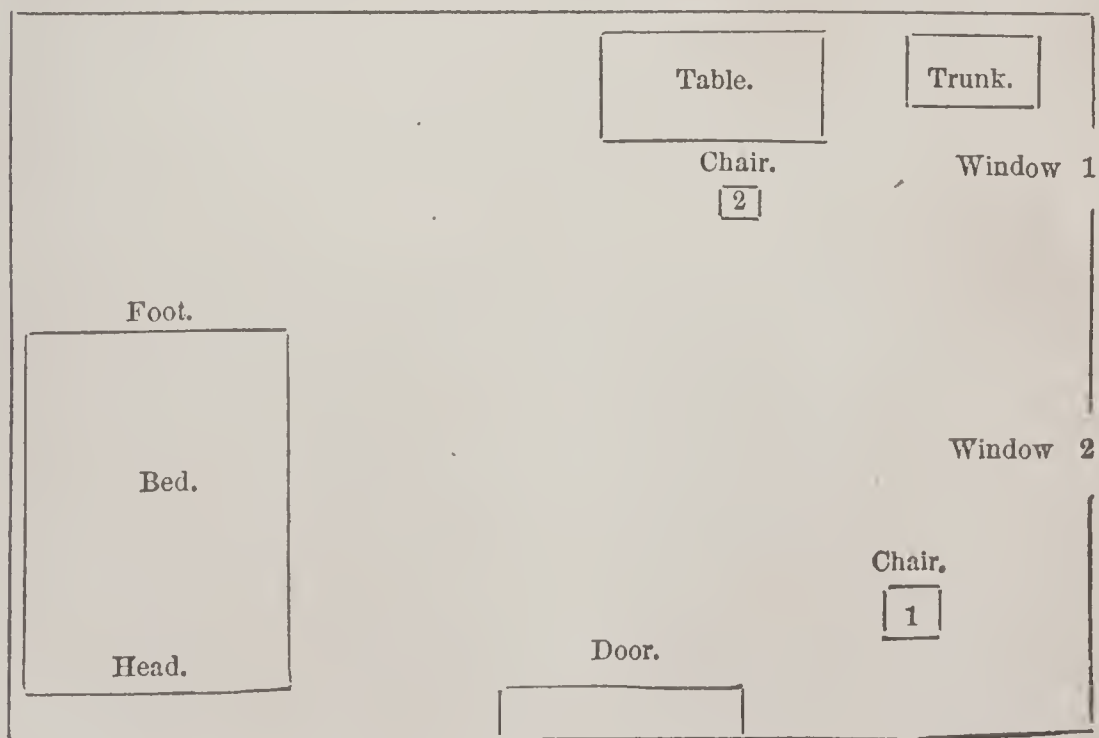 Table.
Trunk.
Chair.
2
Window 1
Foot.
Bed.
Window 2
Chair.
1
Head.
Door.